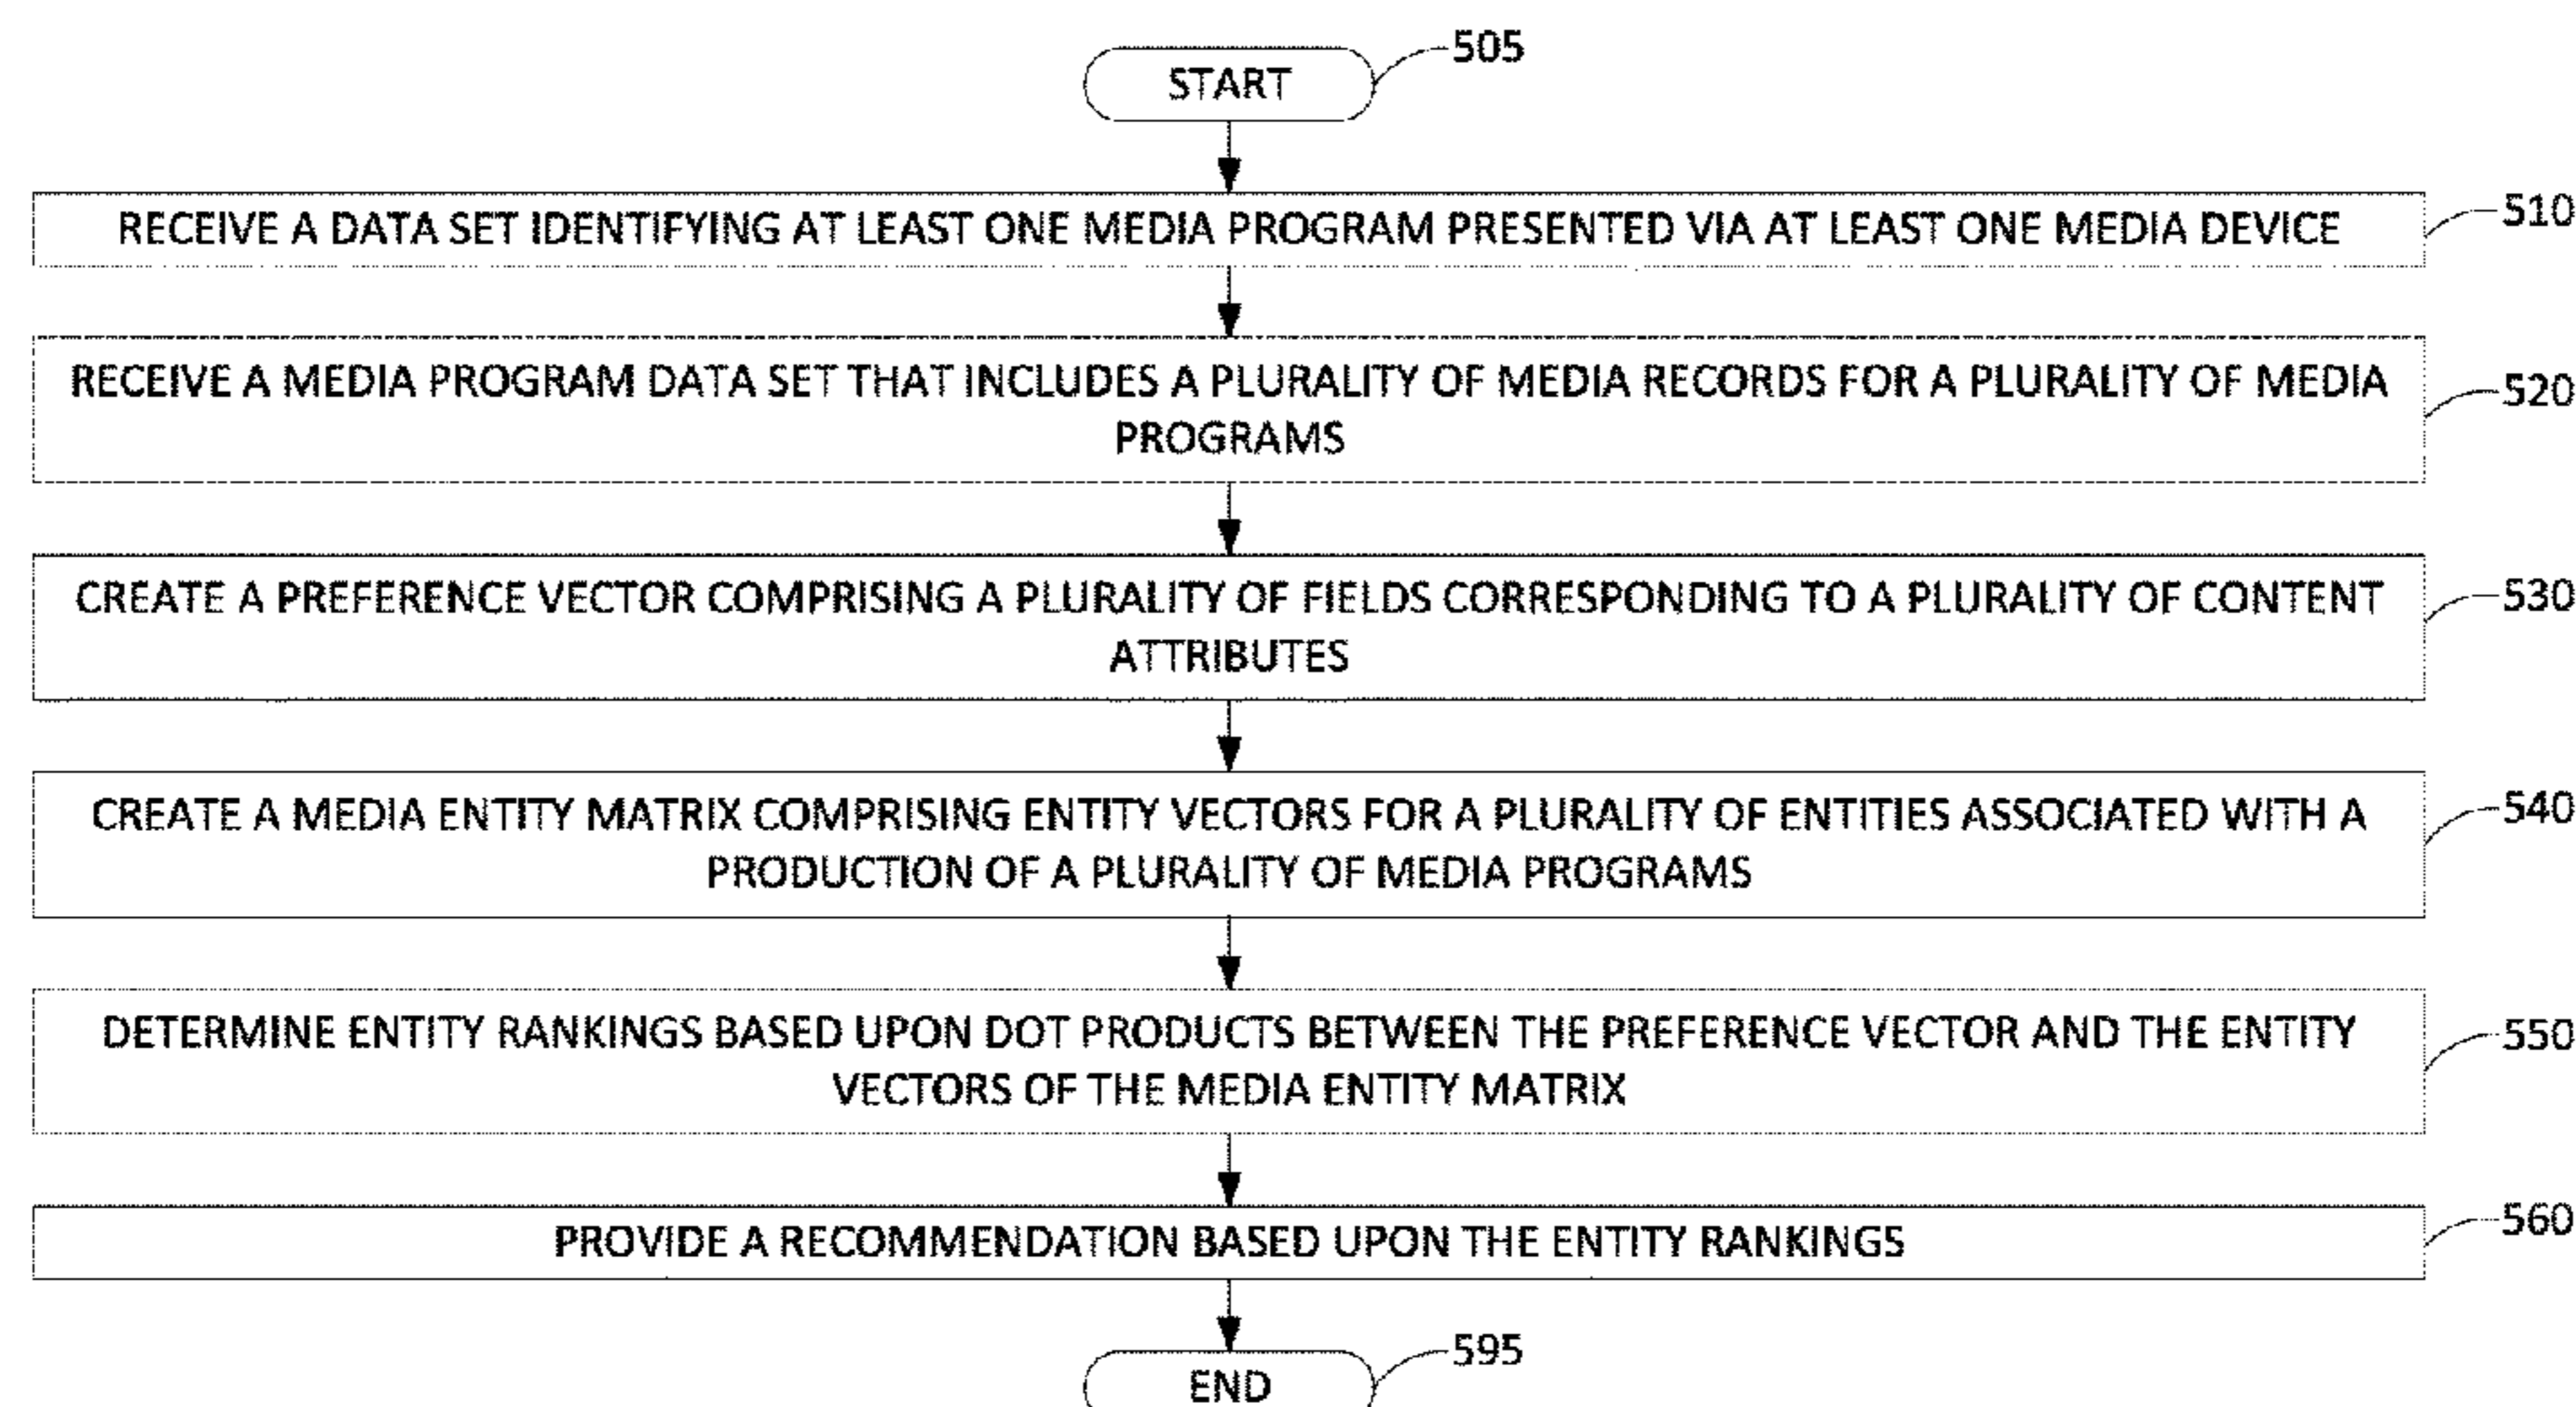 START
505
RECEIVE A DATA SET IDENTIFYING AT LEAST ONE MEDIA PROGRAM PRESENTED VIA AT LEAST ONE MEDIA DEVICE
510
RECEIVE A MEDIA PROGRAM DATA SET THAT INCLUDES A PLURALITY OF MEDIA RECORDS FOR A PLURALITY OF MEDIA
PROGRAMS
520
CREATE A PREFERENCE VECTOR COMPRISING A PLURALITY OF FIELDS CORRESPONDING TO A PLURALITY OF CONTENT
ATTRIBUTES
530
CREATE A MEDIA ENTITY MATRIX COMPRISING ENTITY VECTORS FOR A PLURALITY OF ENTITIES ASSOCIATED WITH A
PRODUCTION OF A PLURALITY OF MEDIA PROGRAMS
540
DETERMINE ENTITY RANKINGS BASED UPON DOT PRODUCTS BETWEEN THE PREFERENCE VECTOR AND THE ENTITY
VECTORS OF THE MEDIA ENTITY MATRIX
550
PROVIDE A RECOMMENDATION BASED UPON THE ENTITY RANKINGS
560
END
595